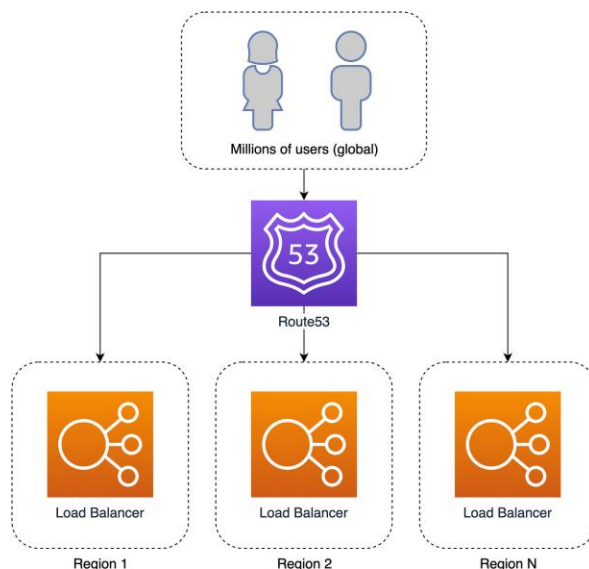 Millions of users (global)
53
Route53
Load Balancer
Load Balancer
Load Balancer
Region 1
Region 2
Region N